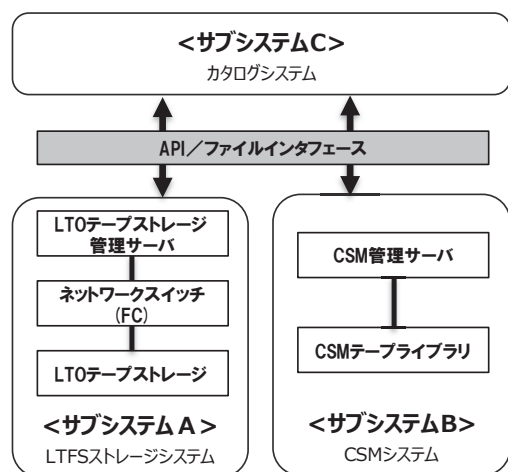 <サブシステムC>
カタログシステム
API／ファイルインタフェース
LTOテープストレージ
管理サーバ
ネットワークスイッチ
(FC)
LTOテープストレージ
<サブシステムA>
LTFSストレージシステム
CSM管理サーバ
CSMテープライブラリ
<サブシステムB>
CSMシステム